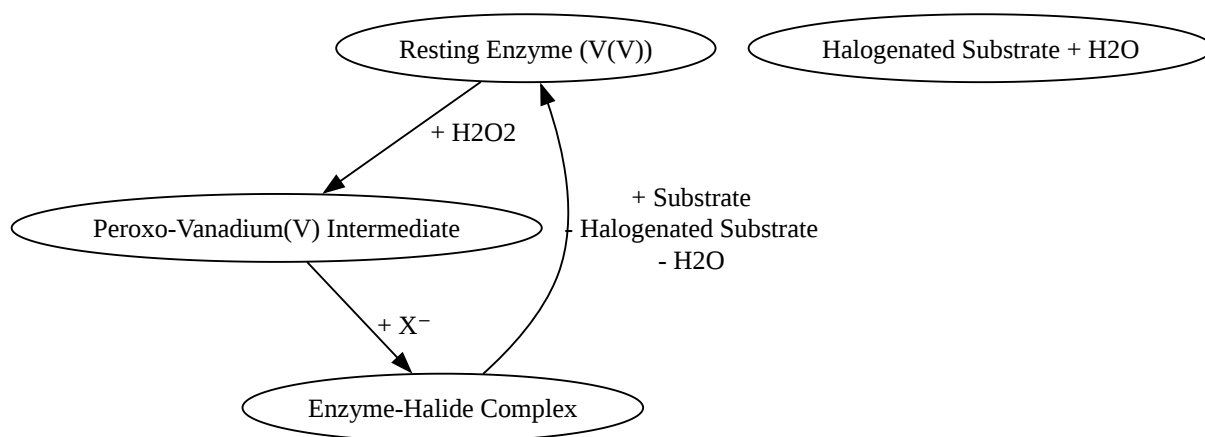 Resting Enzyme (V(V))
Halogenated Substrate + H2O
+ H2O2
Peroxo-Vanadium(V) Intermediate
+ Substrate
- Halogenated Substrate
- H2O
+ X⁻
Enzyme-Halide Complex